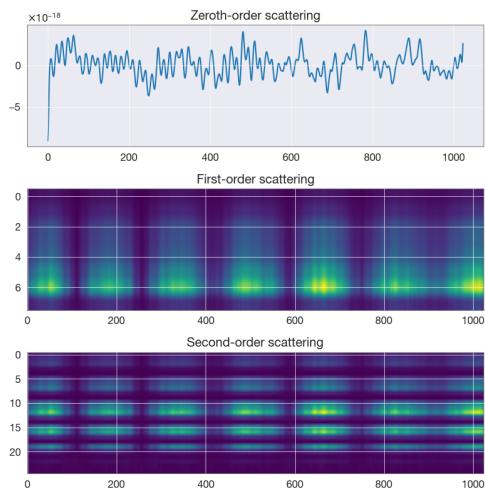 Zeroth-order scattering
×10⁻¹⁸
0
−5
0 200 400 600 800 1000
First-order scattering
0
2
4
6
0 200 400 600 800 1000
Second-order scattering
0
5
10
15
20
0 200 400 600 800 1000